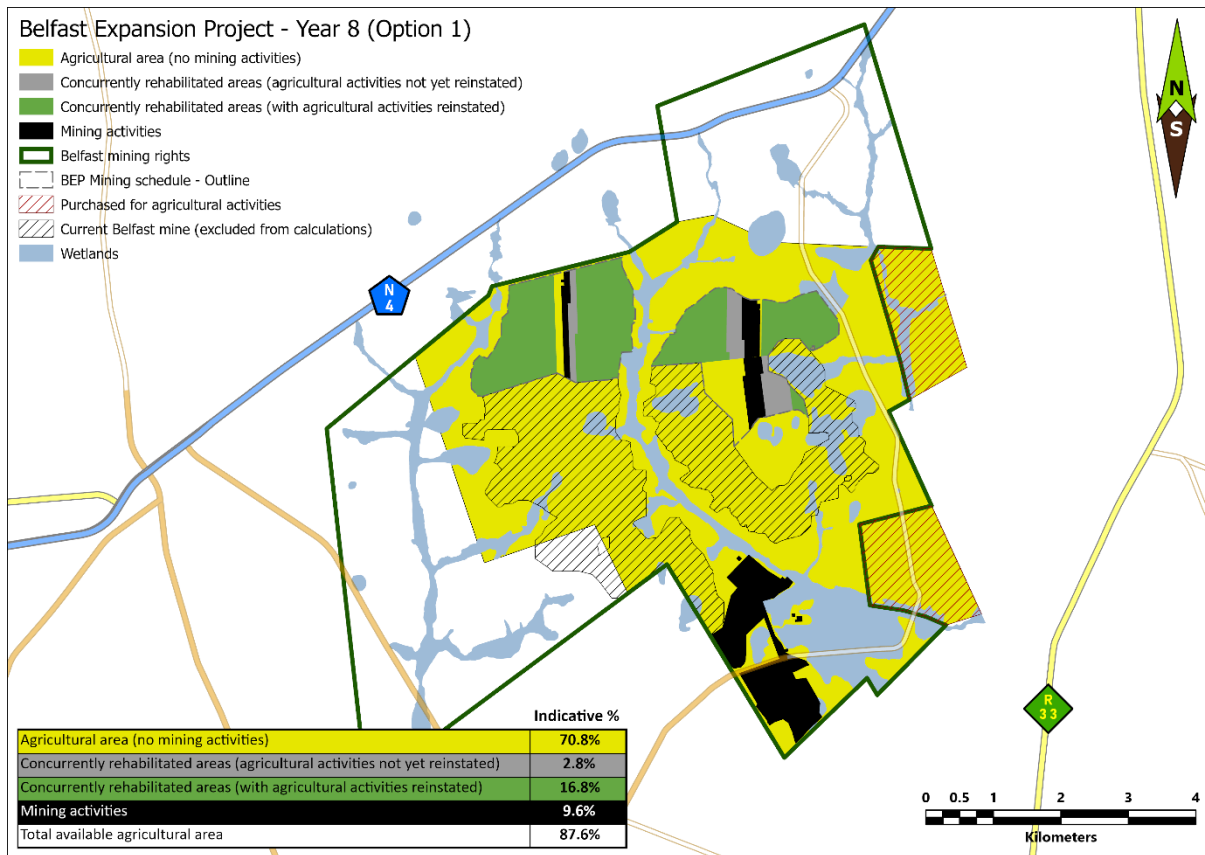 Belfast Expansion Project - Year 8 (Option 1)
Agricultural area (no mining activities)
Concurrently rehabilitated areas (agricultural activities not yet reinstated)
Concurrently rehabilitated areas (with agricultural activities reinstated)
Mining activities
Belfast mining rights
BEP Mining schedule - Outline
Purchased for agricultural activities
Current Belfast mine (excluded from calculations)
Wetlands
N
S
N
4
R
33
Indicative %
Agricultural area (no mining activities) 70.8%
Concurrently rehabilitated areas (agricultural activities not yet reinstated) 2.8%
Concurrently rehabilitated areas (with agricultural activities reinstated) 16.8%
Mining activities 9.6%
Total available agricultural area 87.6%
0 0.5 1 2 3 4
Kilometers